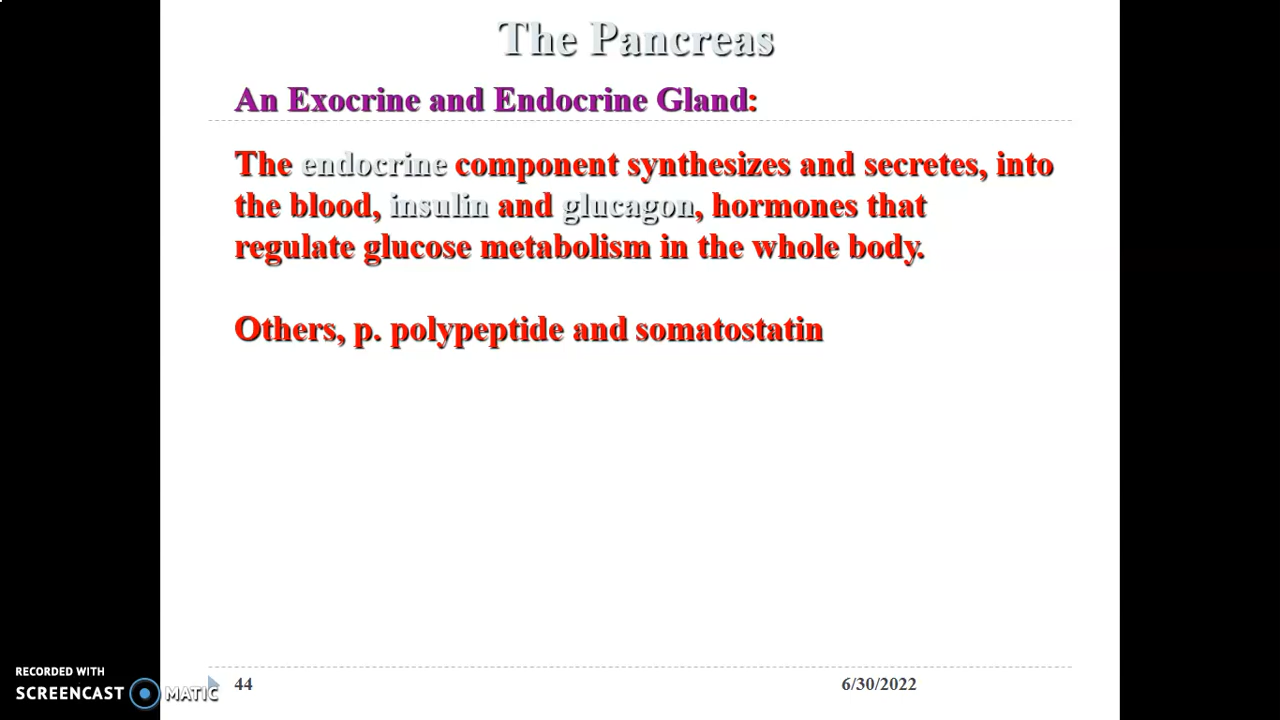 The Pancreas
An Exocrine and Endocrine Gland:
The endocrine component synthesizes and secretes, into
the blood, insulin and glucagon, hormones that
regulate glucose metabolism in the whole body.
Others, p. polypeptide and somatostatin
RECORDED WITH
SCREENCAST MATIC
44
6/30/2022